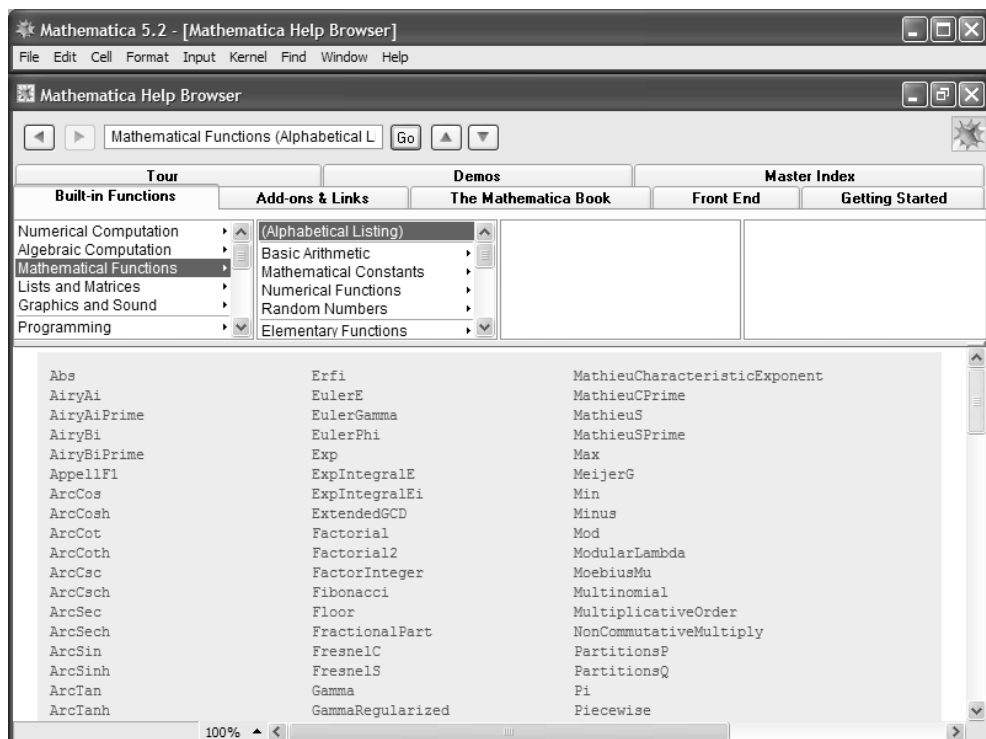 Mathematica 5.2 - [Mathematica Help Browser]
File Edit Cell Format Input Kernel Find Window Help
Mathematica Help Browser
Mathematical Functions (Alphabetical Li Go
Tour Demos Master Index
Built-in Functions Add-ons & Links The Mathematica Book Front End Getting Started
Numerical Computation
Algebraic Computation
Mathematical Functions
Lists and Matrices
Graphics and Sound
Programming
(Alphabetical Listing)
Basic Arithmetic
Mathematical Constants
Numerical Functions
Random Numbers
Elementary Functions
Abs
AiryAi
AiryAiPrime
AiryBi
AiryBiPrime
AppellF1
ArcCos
ArcCosh
ArcCot
ArcCoth
ArcCsc
ArcCsch
ArcSec
ArcSech
ArcSin
ArcSinh
ArcTan
ArcTanh
Erfi
EulerE
EulerGamma
EulerPhi
Exp
ExpIntegralE
ExpIntegralEi
ExtendedGCD
Factorial
Factorial2
FactorInteger
Fibonacci
Floor
FractionalPart
FresnelC
FresnelS
Gamma
GammaRegularized
MathieuCharacteristicExponent
MathieuCPrime
MathieuS
MathieuSPrime
Max
MeijerG
Min
Minus
Mod
ModularLambda
MoebiusMu
Multinomial
MultiplicativeOrder
NonCommutativeMultiply
PartitionsP
PartitionsQ
Pi
Piecewise
100%